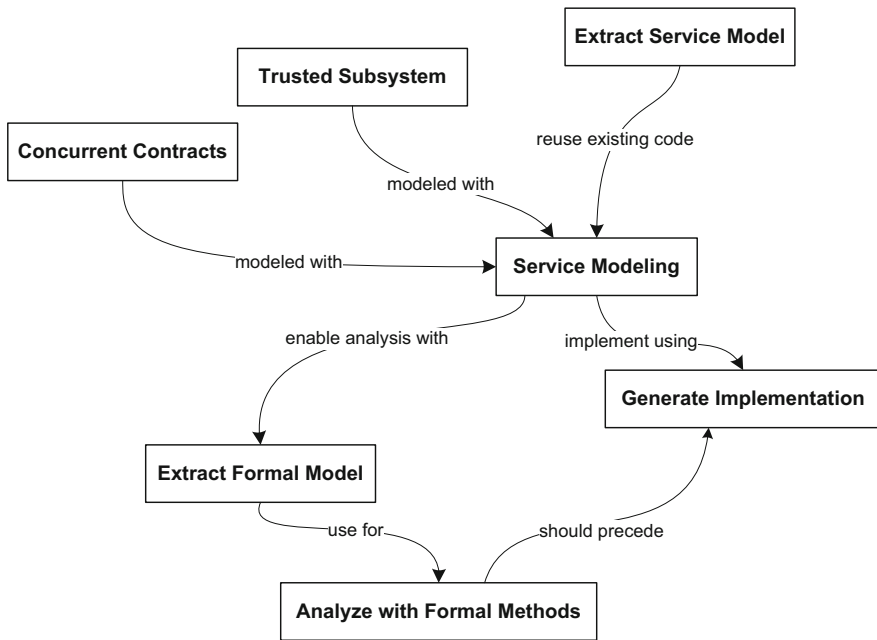 Extract Service Model
Trusted Subsystem
Concurrent Contracts
reuse existing code
modeled with
modeled with
Service Modeling
enable analysis with
implement using
Generate Implementation
Extract Formal Model
use for
should precede
Analyze with Formal Methods